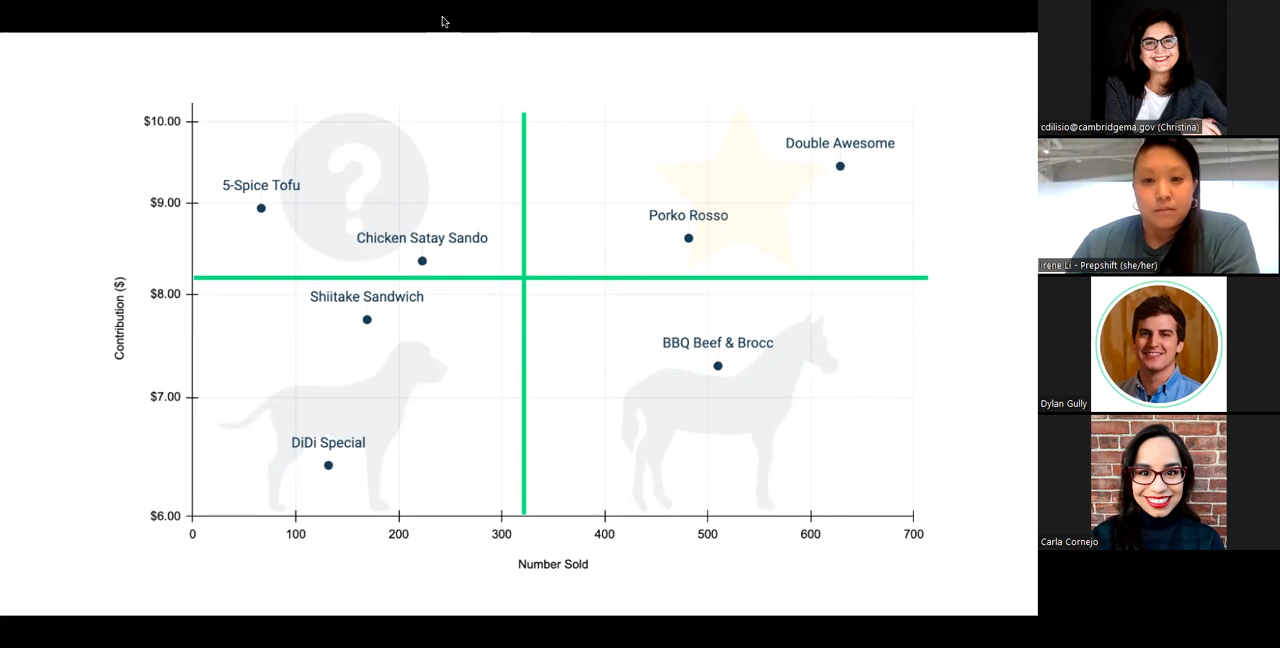 $10.00
Double Awesome
5-Spice Tofu
$9.00
Porko Rosso
Chicken Satay Sando
$8.00
Shiitake Sandwich
Contribution ($)
BBQ Beef & Brocc
$7.00
DiDi Special
$6.00
0 100 200 300 400 500 600 700
Number Sold
?
cdilisio@cambridgema.gov (Christina)
Irene Li - Prepshift (she/her)
Dylan Gully
Carla Cornejo